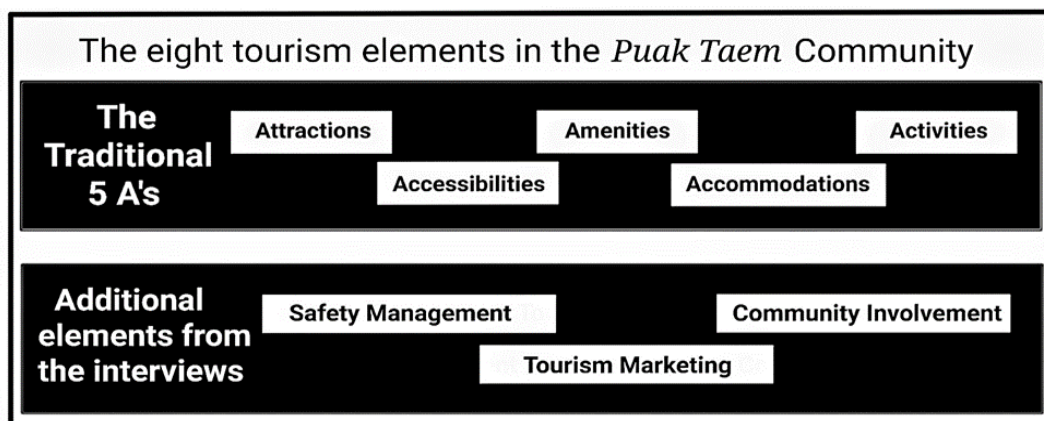 The eight tourism elements in the Puak Taem Community
The
Traditional
5 A's
Attractions
Amenities
Activities
Accessibilities
Accommodations
Additional
elements from
the interviews
Safety Management
Community Involvement
Tourism Marketing